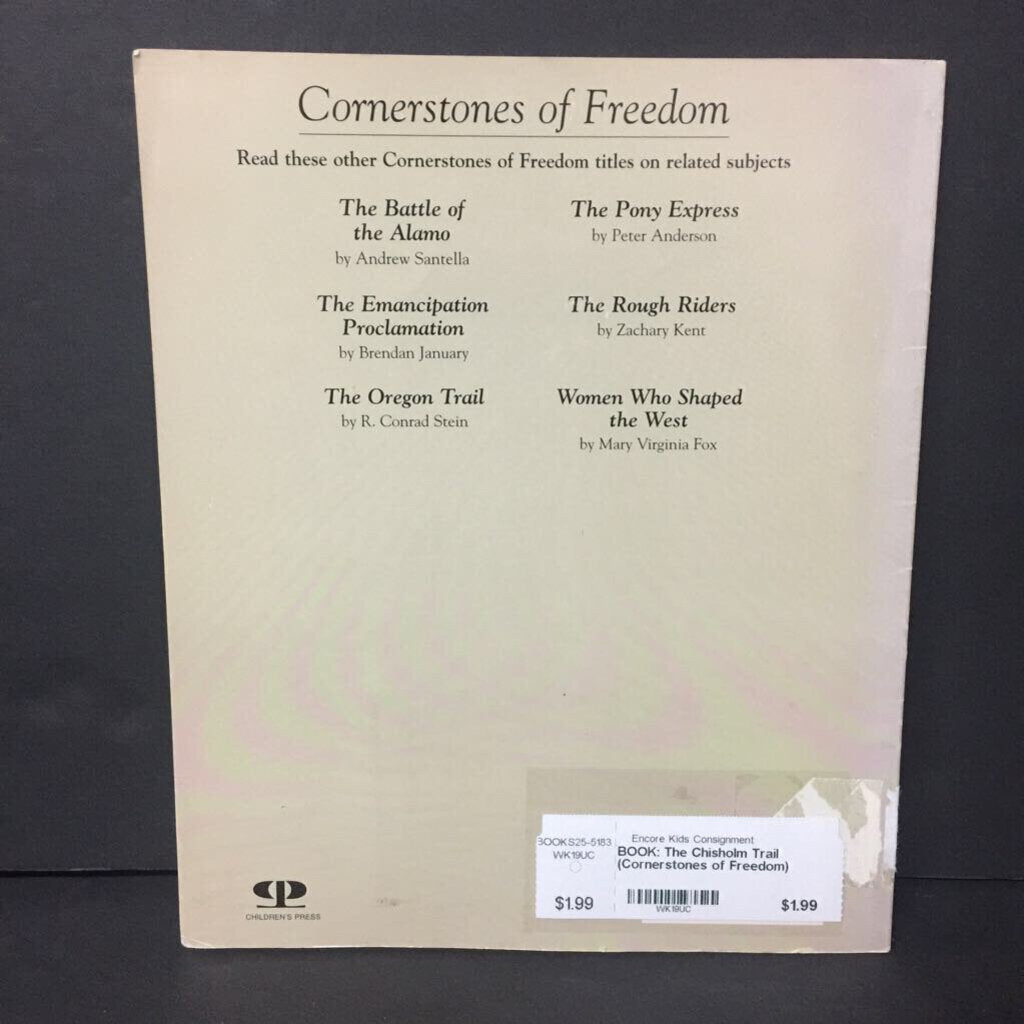 Cornerstones of Freedom
Read these other Cornerstones of Freedom titles on related subjects
The Battle of
the Alamo
by Andrew Santella
The Pony Express
by Peter Anderson
The Emancipation
Proclamation
by Brendan January
The Rough Riders
by Zachary Kent
The Oregon Trail
by R. Conrad Stein
Women Who Shaped
the West
by Mary Virginia Fox
CHILDREN'S PRESS
BOOKS25-5183
WK19UC
$1.99
Encore Kids Consignment
BOOK: The Chisholm Trail
(Cornerstones of Freedom)
WK19UC
$1.99